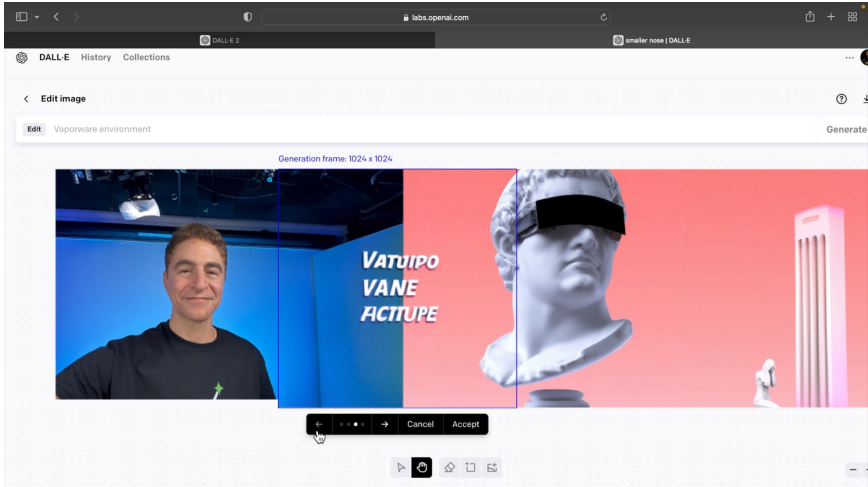 labs.openai.com
DALL·E 2
smaller nose | DALL·E
DALL·E History Collections
Edit image
Edit Vaporware environment
Generate
Generation frame: 1024 x 1024
VATUIPO
VANE
ACTTUPE
Cancel Accept